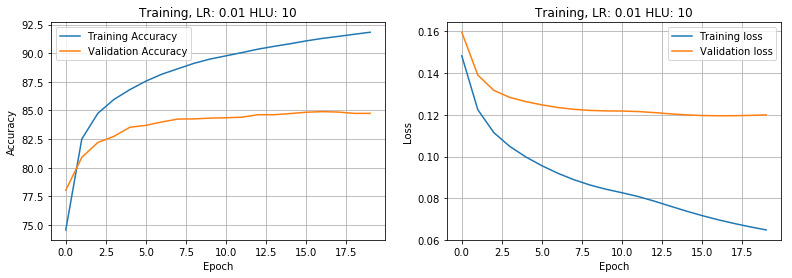 Training, LR: 0.01 HLU: 10
Training Accuracy
Validation Accuracy
Accuracy
92.5
90.0
87.5
85.0
82.5
80.0
77.5
75.0
0.0 2.5 5.0 7.5 10.0 12.5 15.0 17.5
Epoch
Training, LR: 0.01 HLU: 10
Training loss
Validation loss
Loss
0.16
0.14
0.12
0.10
0.08
0.06
0.0 2.5 5.0 7.5 10.0 12.5 15.0 17.5
Epoch